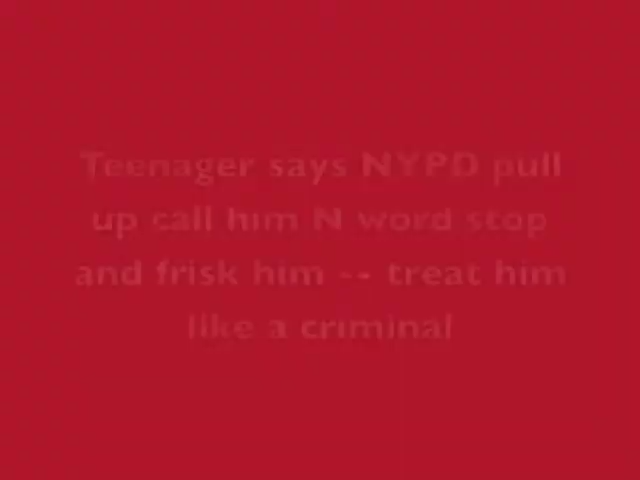 Teenager says NYPD pull
up call him N word stop
and frisk him -- treat him
like a criminal